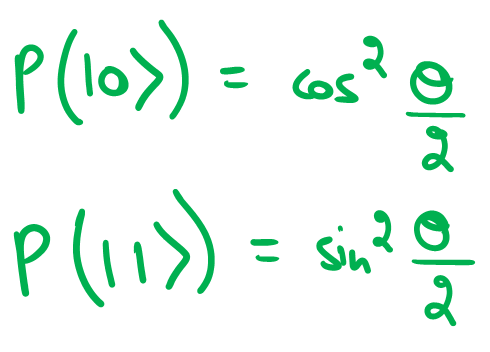 P(|0>) = cos² θ/2
P(|1>) = sin² θ/2